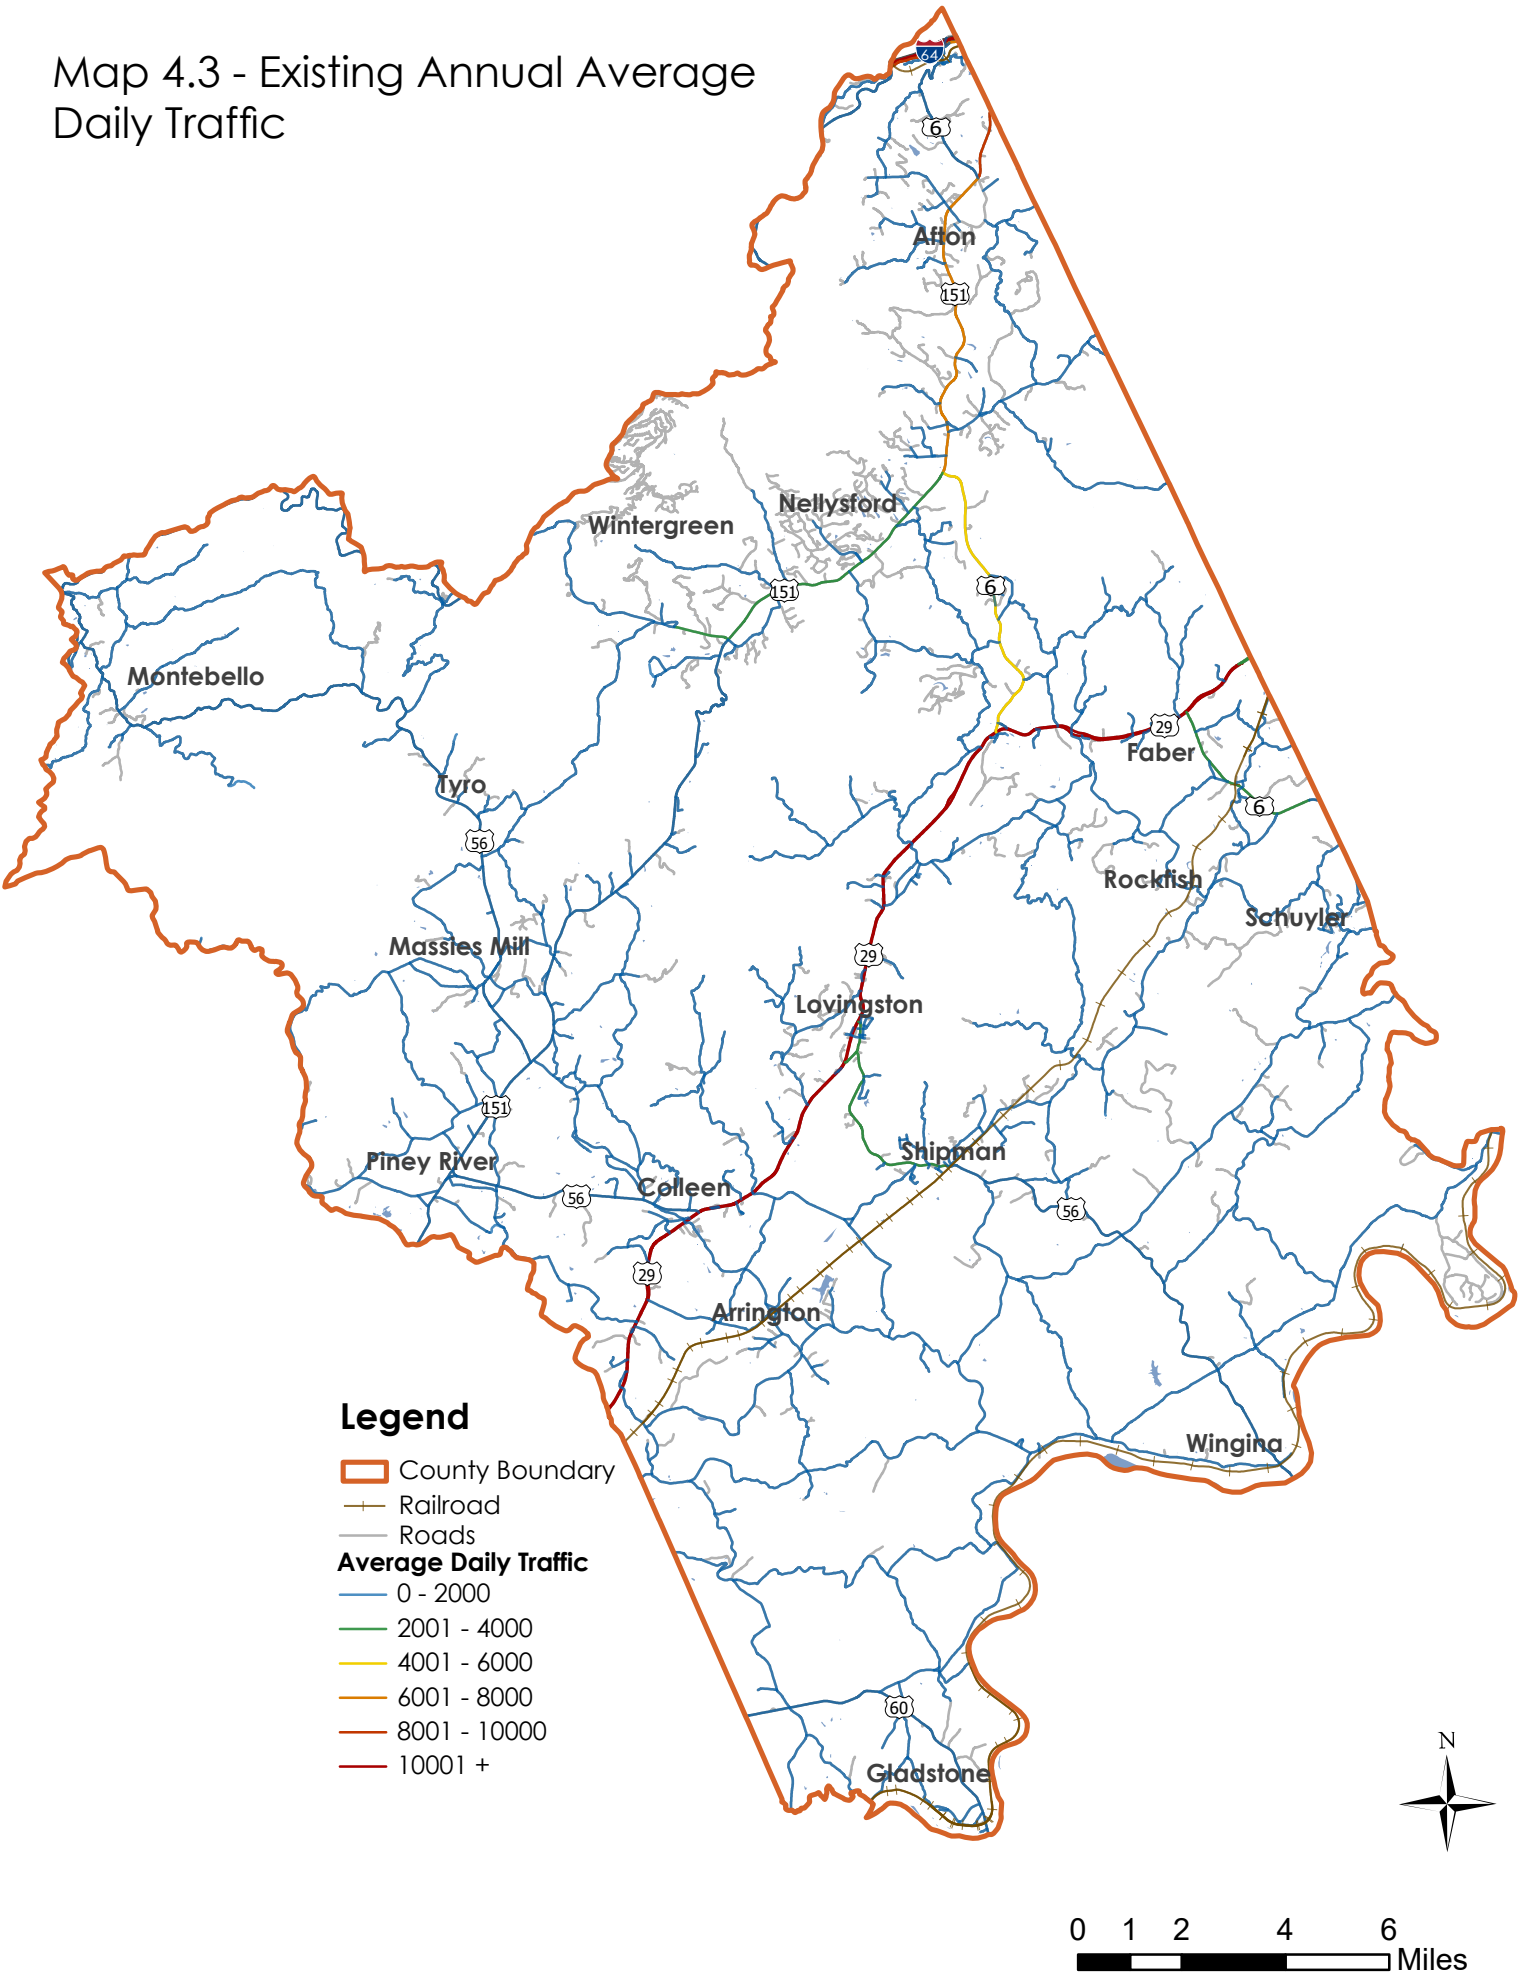 Map 4.3 - Existing Annual Average
Daily Traffic
64
6
Afton
151
Nellysford
Wintergreen
151
6
Montebello
29
Faber
Tyro
6
56
Rockfish
Schuyler
Massies Mill
29
Lovingston
151
Shipman
Piney River
Colleen
56
56
29
Arrington
Wingina
60
Gladstone
Legend
County Boundary
Railroad
Roads
Average Daily Traffic
0 - 2000
2001 - 4000
4001 - 6000
6001 - 8000
8001 - 10000
10001 +
N
0 1 2 4 6
Miles